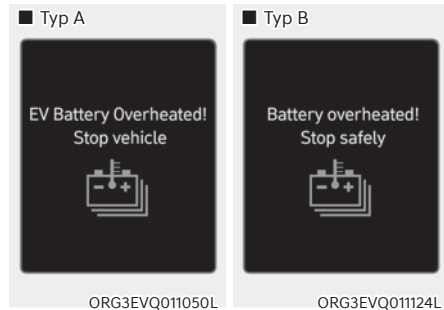 ■ Typ A
EV Battery Overheated!
Stop vehicle
ORG3EVQ011050L
■ Typ B
Battery overheated!
Stop safely
ORG3EVQ011124L